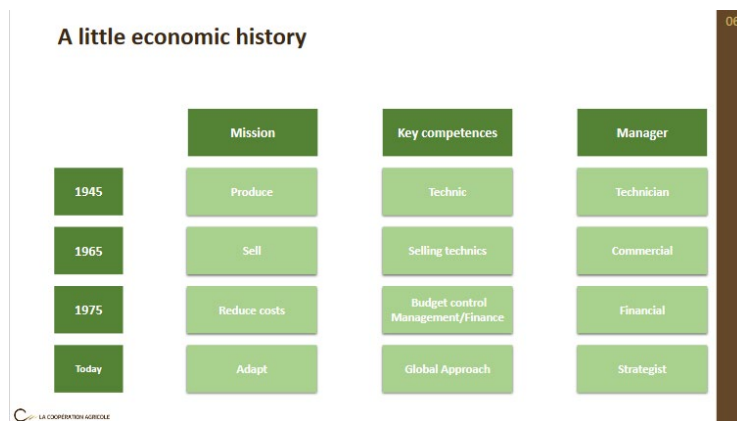 06
A little economic history
Mission Key competences Manager
1945 Produce Technic Technician
1965 Sell Selling technics Commercial
1975 Reduce costs Budget control
Management/Finance Financial
Today Adapt Global Approach Strategist
LA COOPÉRATION AGRICOLE